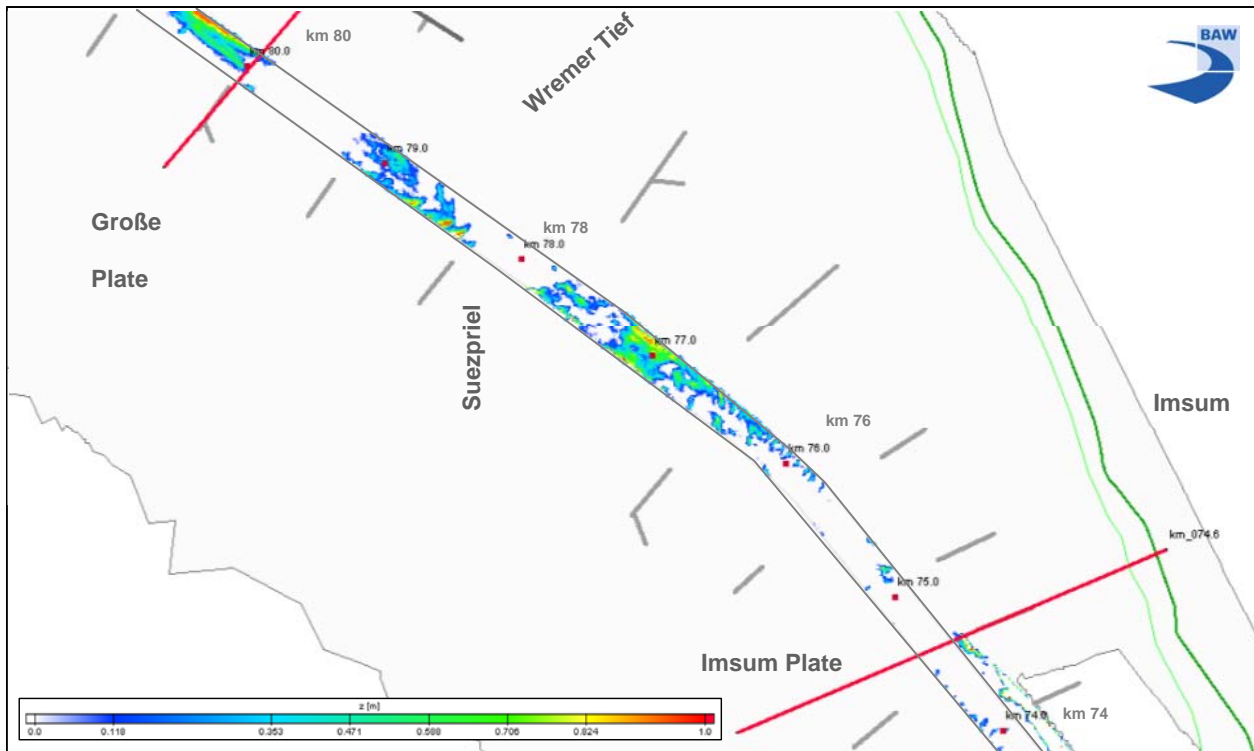 BAW
km 80
km 80.0
Wremer Tief
km 79.0
Große
Plate
km 78
km 78.0
Suezpriel
km 77.0
Imsum
km 76
km 76.0
km_074.6
km 75.0
Imsum Plate
km 74
km 74.0
z [m]
0.0 0.118 0.353 0.471 0.588 0.706 0.824 1.0